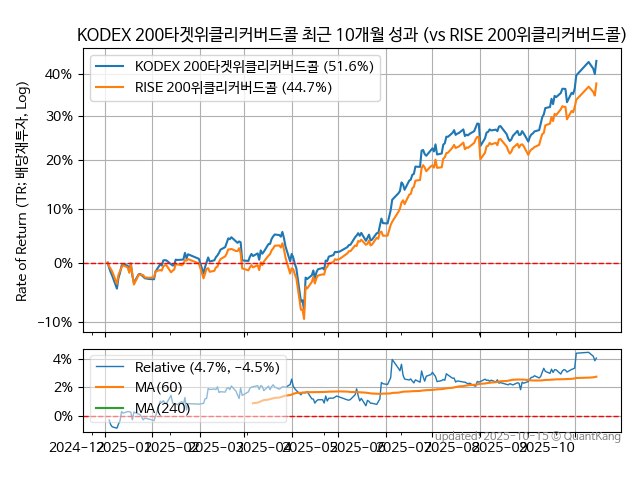 KODEX 200타겟위클리커버드콜 최근 10개월 성과 (vs RISE 200위클리커버드콜)
KODEX 200타겟위클리커버드콜 (51.6%)
RISE 200위클리커버드콜 (44.7%)
Rate of Return (TR: 배당재투자, Log)
40%
30%
20%
10%
0%
−10%
4%
2%
0%
Relative (4.7%, −4.5%)
MA(60)
MA(240)
updated: 2025-10-15 © QuantKang
2024-12 2025-01 2025-02 2025-03 2025-04 2025-05 2025-06 2025-07 2025-08 2025-09 2025-10